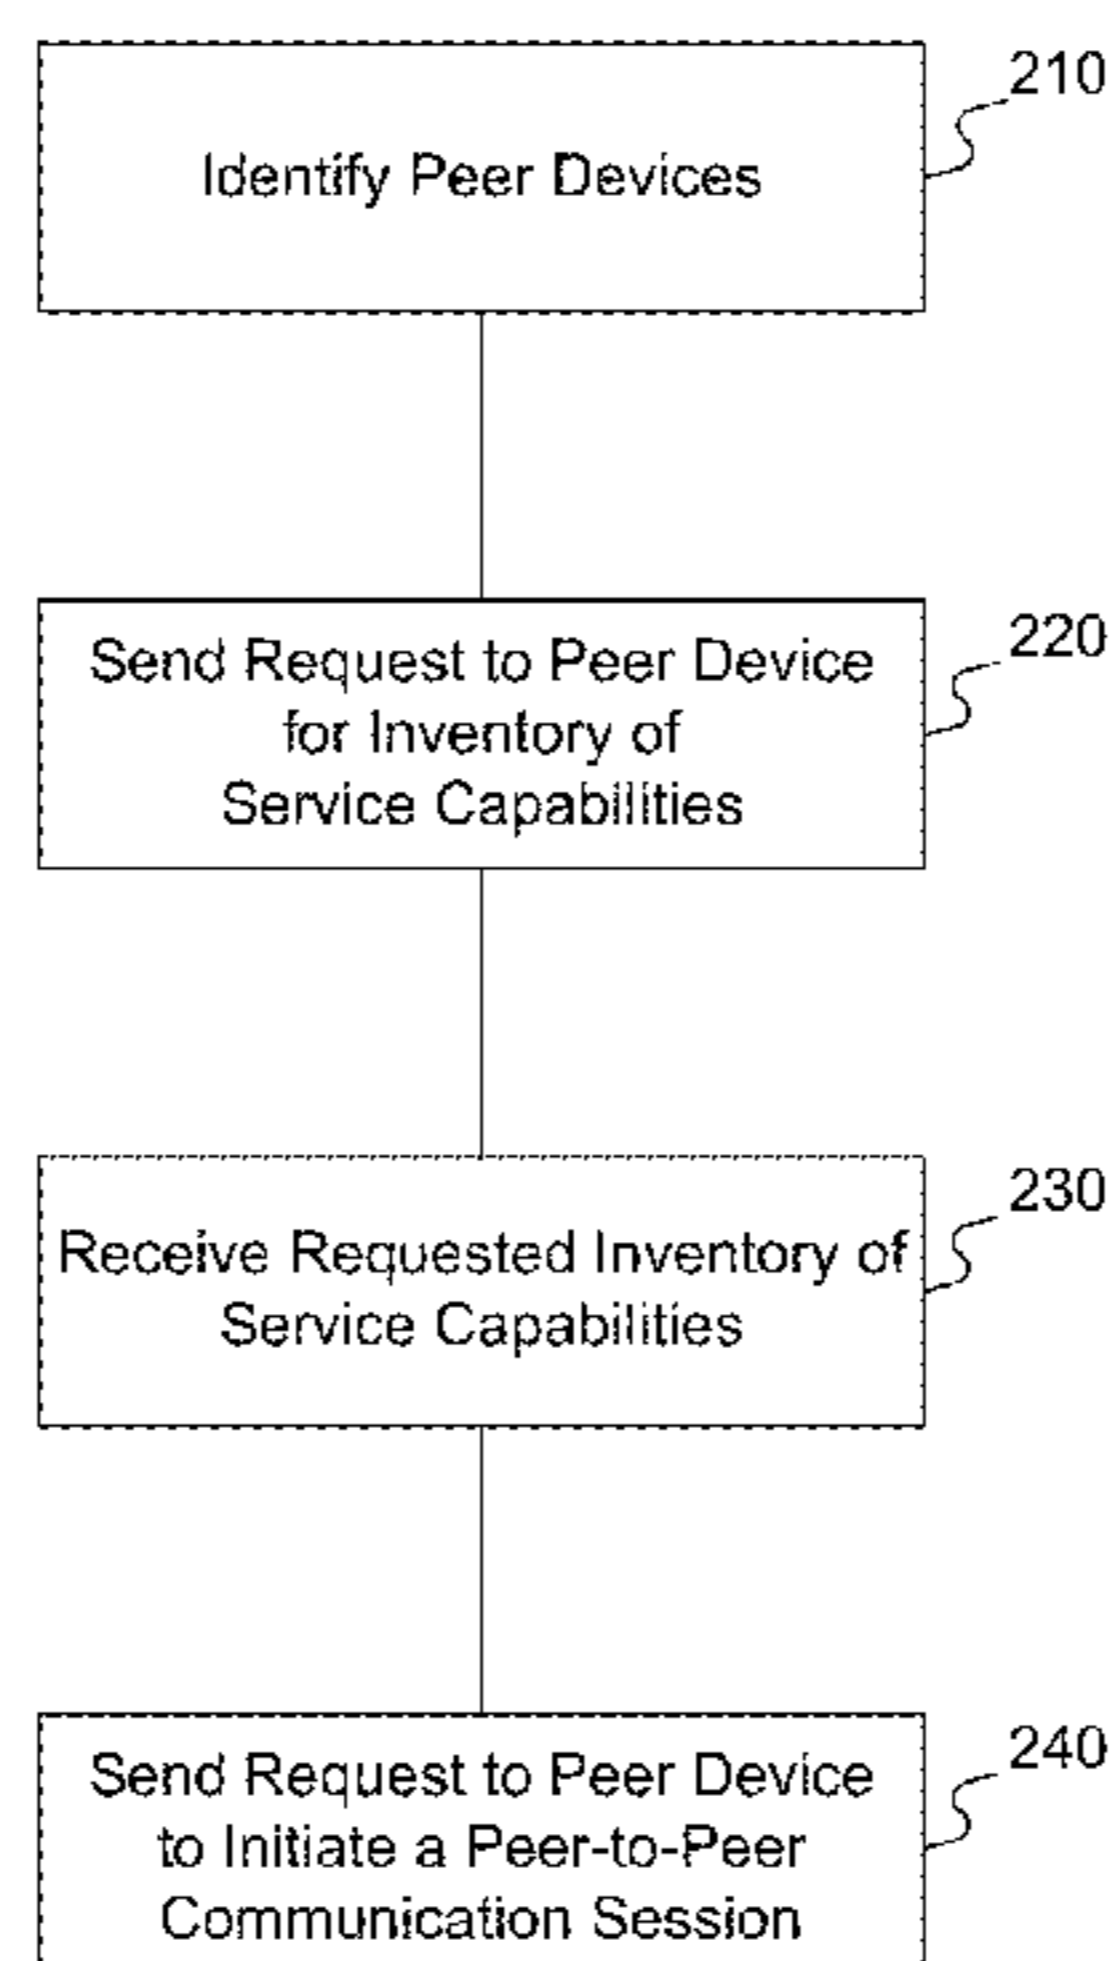 210
Identify Peer Devices
220
Send Request to Peer Device
for Inventory of
Service Capabilities
230
Receive Requested Inventory of
Service Capabilities
240
Send Request to Peer Device
to Initiate a Peer-to-Peer
Communication Session